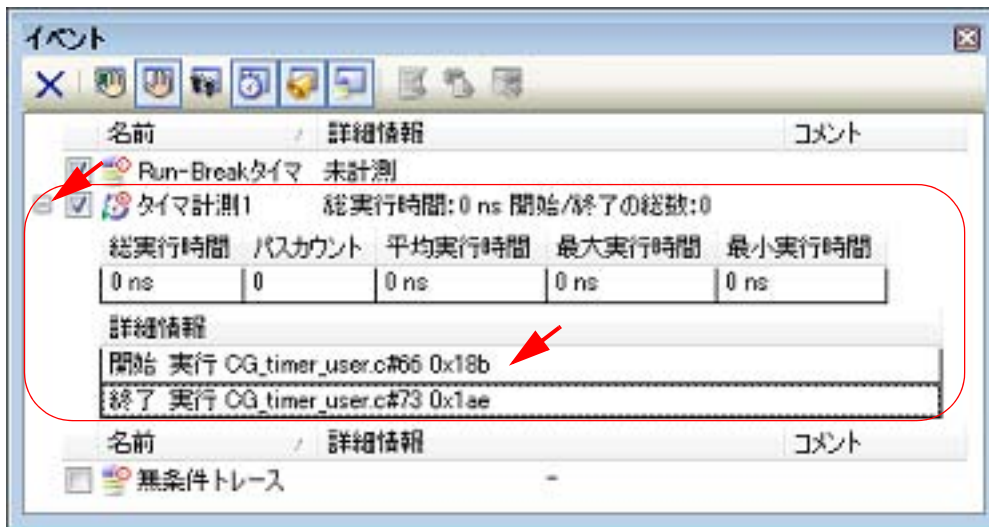 イベント
名前 / 詳細情報 コメント
Run-Breakタイマ 未計測
タイマ計測1 総実行時間: 0 ns 開始/終了の総数:0
総実行時間 パスカウント 平均実行時間 最大実行時間 最小実行時間
0 ns 0 0 ns 0 ns 0 ns
詳細情報
開始 実行 CG_timer_user.c#66 0x18b
終了 実行 CG_timer_user.c#73 0x1ae
名前 / 詳細情報 コメント
無条件トレース -